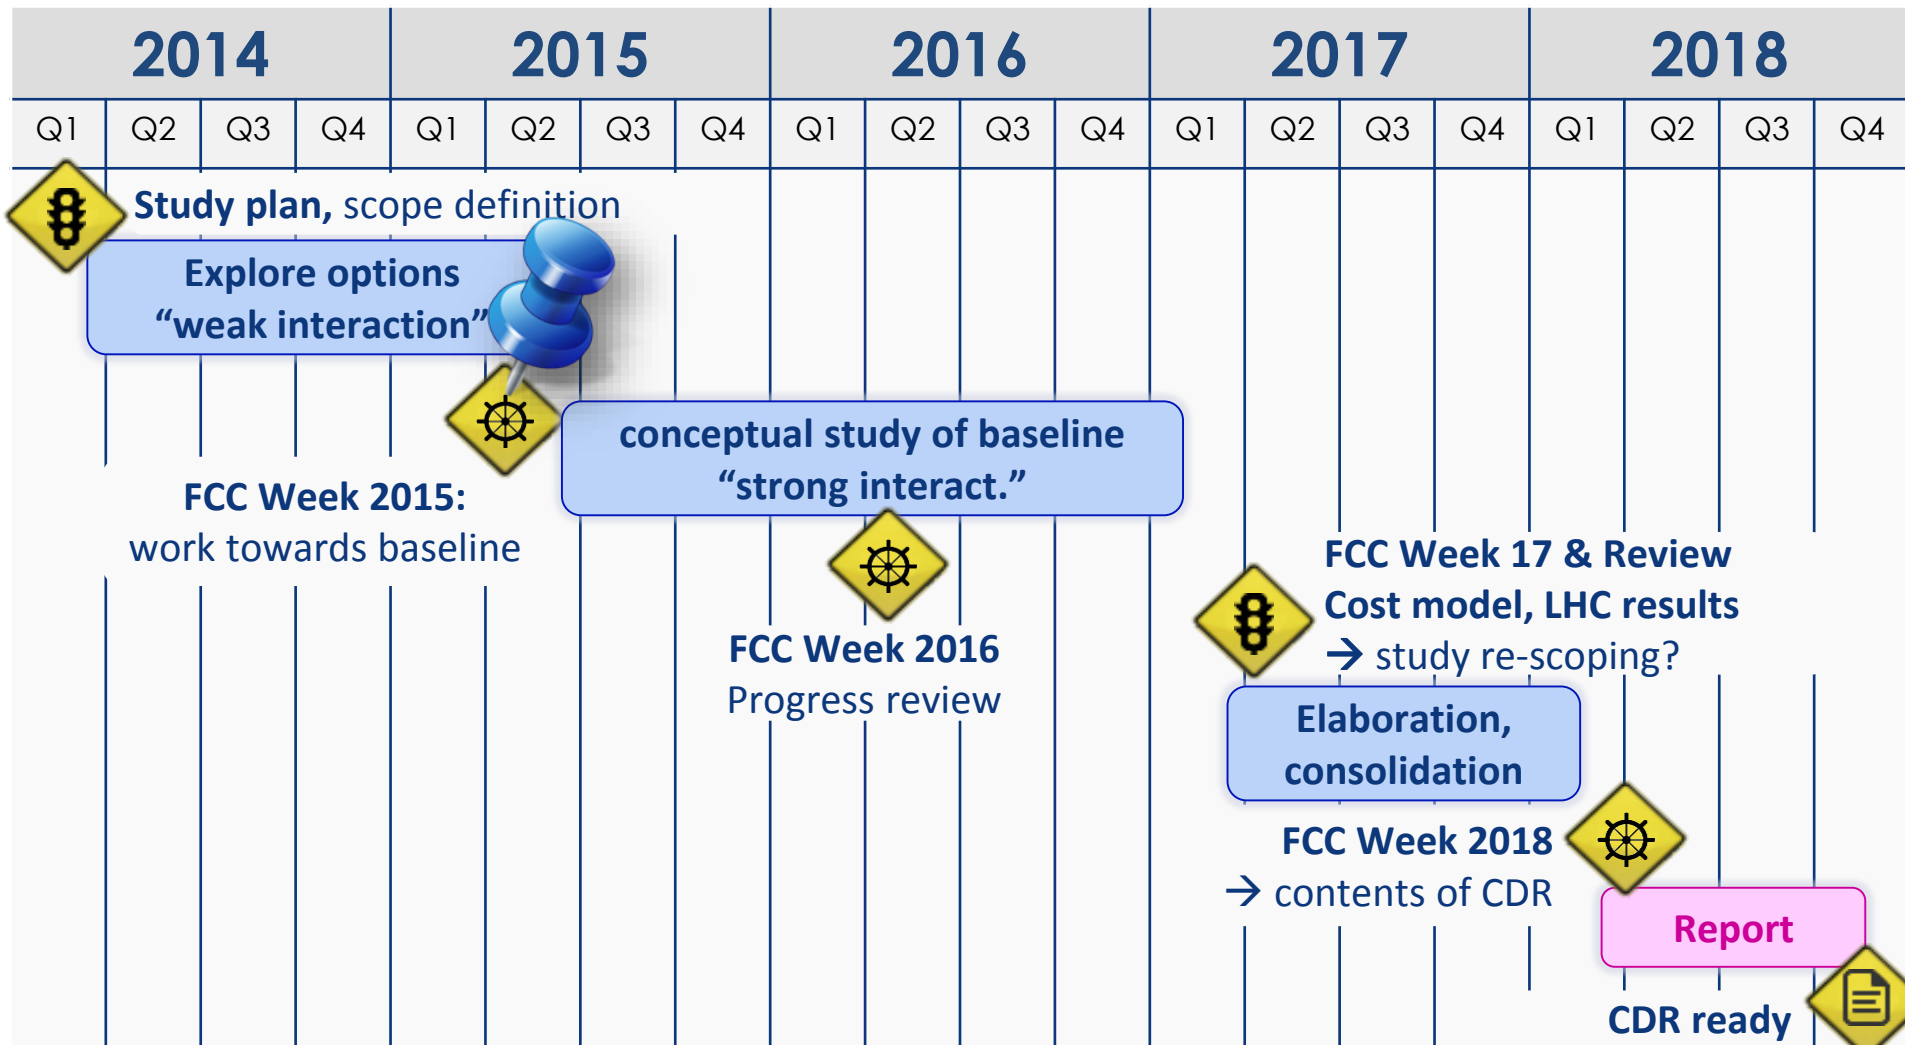 2014 2015 2016 2017 2018
Q1 Q2 Q3 Q4 Q1 Q2 Q3 Q4 Q1 Q2 Q3 Q4 Q1 Q2 Q3 Q4 Q1 Q2 Q3 Q4
Study plan, scope definition
Explore options
“weak interaction”
conceptual study of baseline
“strong interact.”
FCC Week 2015:
work towards baseline
FCC Week 17 & Review
Cost model, LHC results
→ study re-scoping?
FCC Week 2016
Progress review
Elaboration,
consolidation
FCC Week 2018
→ contents of CDR
Report
CDR ready